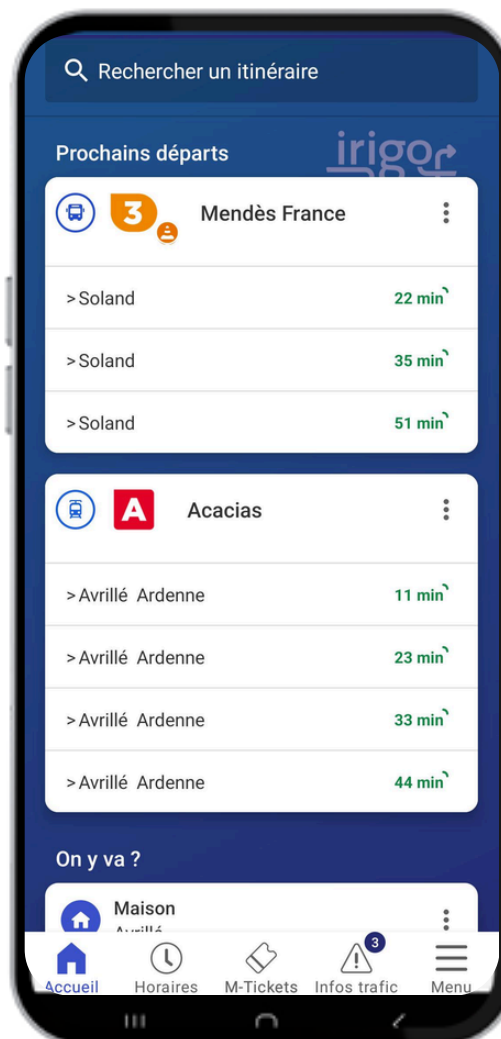 Rechercher un itinéraire
Prochains départs
irigo
3 Mendès France
> Soland 22 min
> Soland 35 min
> Soland 51 min
A Acacias
> Avrillé Ardenne 11 min
> Avrillé Ardenne 23 min
> Avrillé Ardenne 33 min
> Avrillé Ardenne 44 min
On y va ?
Maison
Avrillé
3
Accueil Horaires M-Tickets Infos trafic Menu